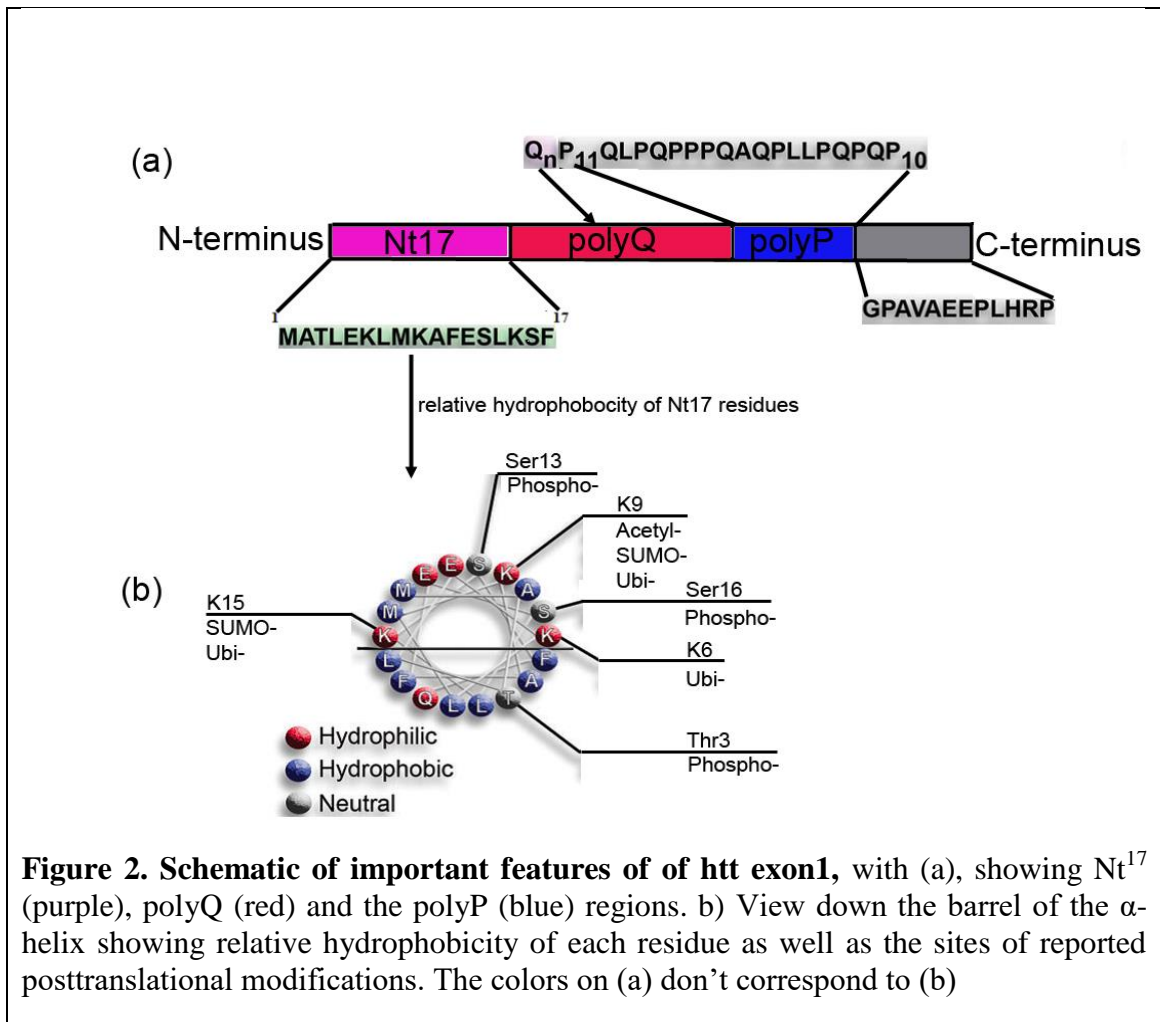 (a)
QnP11QLPQPPPQAQPLLPQPQP10
N-terminus
Nt17
polyQ
polyP
C-terminus
1
17
MATLEKLMKAFESLKSF
GPAVAEEPLHRP
relative hydrophobocity of Nt17 residues
(b)
Ser13
Phospho-
K9
Acetyl-
SUMO-
Ubi-
Ser16
Phospho-
K15
SUMO-
Ubi-
K6
Ubi-
Thr3
Phospho-
S
K
A
S
K
F
A
T
L
L
Q
F
L
K
M
M
E
E
Hydrophilic
Hydrophobic
Neutral
Figure 2. Schematic of important features of of htt exon1, with (a), showing Nt17
(purple), polyQ (red) and the polyP (blue) regions. b) View down the barrel of the α-
helix showing relative hydrophobicity of each residue as well as the sites of reported
posttranslational modifications. The colors on (a) don’t correspond to (b)